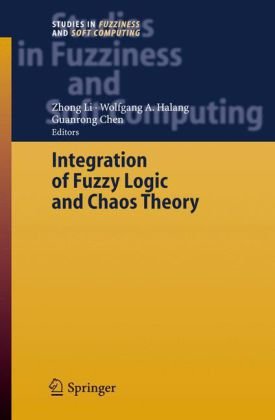 STUDIES IN FUZZINESS
AND SOFT COMPUTING
Studies
in Fuzziness
and
Soft Computing
Zhong Li · Wolfgang A. Halang
Guanrong Chen
Editors
Integration
of Fuzzy Logic
and Chaos Theory
Springer